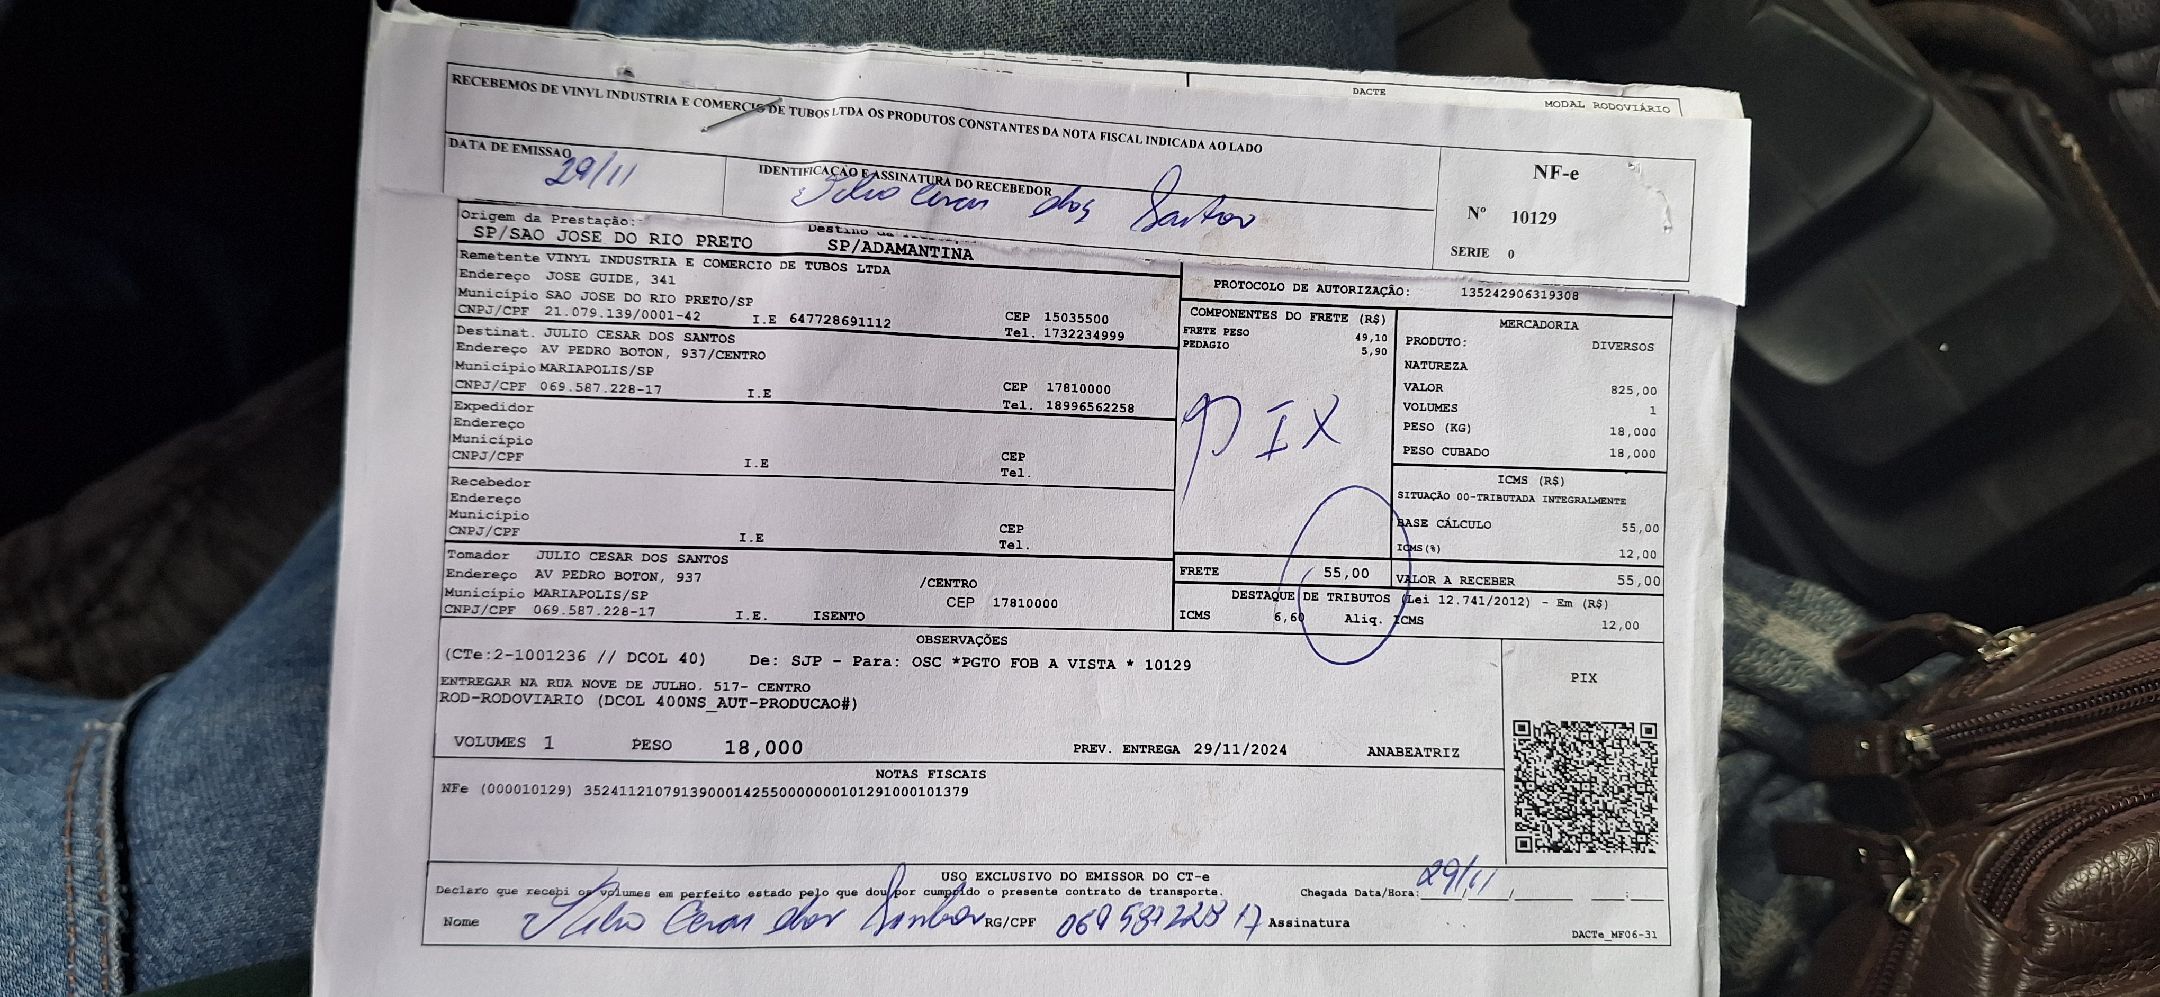 DACTE
MODAL RODOVIÁRIO
RECEBEMOS DE VINYL INDUSTRIA E COMERCIO DE TUBOS LTDA OS PRODUTOS CONSTANTES DA NOTA FISCAL INDICADA AO LADO
DATA DE EMISSAO
29/11
IDENTIFICAÇÃO E ASSINATURA DO RECEBEDOR
Julio Cesar dos Santos
NF-e
Nº 10129
SERIE 0
Origem da Prestação:
SP/SAO JOSE DO RIO PRETO
Destino da
SP/ADAMANTINA
Remetente VINYL INDUSTRIA E COMERCIO DE TUBOS LTDA
Endereço JOSE GUIDE, 341
Município SAO JOSE DO RIO PRETO/SP
CNPJ/CPF 21.079.139/0001-42 I.E 647728691112
CEP 15035500
Tel. 1732234999
Destinat. JULIO CESAR DOS SANTOS
Endereço AV PEDRO BOTON, 937/CENTRO
Município MARIAPOLIS/SP
CNPJ/CPF 069.587.228-17 I.E
CEP 17810000
Tel. 18996562258
Expedidor
Endereço
Município
CNPJ/CPF I.E
CEP
Tel.
Recebedor
Endereço
Município
CNPJ/CPF I.E
CEP
Tel.
Tomador JULIO CESAR DOS SANTOS
Endereço AV PEDRO BOTON, 937 /CENTRO
Município MARIAPOLIS/SP CEP 17810000
CNPJ/CPF 069.587.228-17 I.E. ISENTO
PROTOCOLO DE AUTORIZAÇÃO: 135242906319308
COMPONENTES DO FRETE (R$)
FRETE PESO 49,10
PEDAGIO 5,90
PIX
FRETE 55,00
MERCADORIA
PRODUTO: DIVERSOS
NATUREZA
VALOR 825,00
VOLUMES 1
PESO (KG) 18,000
PESO CUBADO 18,000
ICMS (R$)
SITUAÇÃO 00-TRIBUTADA INTEGRALMENTE
BASE CÁLCULO 55,00
ICMS(%) 12,00
VALOR A RECEBER 55,00
DESTAQUE DE TRIBUTOS (Lei 12.741/2012) - Em (R$)
ICMS 6,60 Aliq. ICMS 12,00
OBSERVAÇÕES
(CTe:2-1001236 // DCOL 40) De: SJP - Para: OSC *PGTO FOB A VISTA * 10129
ENTREGAR NA RUA NOVE DE JULHO. 517- CENTRO
ROD-RODOVIARIO (DCOL 400NS_AUT-PRODUCAO#)
VOLUMES 1 PESO 18,000 PREV. ENTREGA 29/11/2024 ANABEATRIZ
PIX
NOTAS FISCAIS
NFe (000010129) 35241121079139000142550000000101291000101379
USO EXCLUSIVO DO EMISSOR DO CT-e
Declaro que recebi os volumes em perfeito estado pelo que dou por cumprido o presente contrato de transporte. Chegada Data/Hora: 29/11
Nome Julio Cesar dos Santos RG/CPF 069 587228 17 Assinatura
DACTe_MF06-31